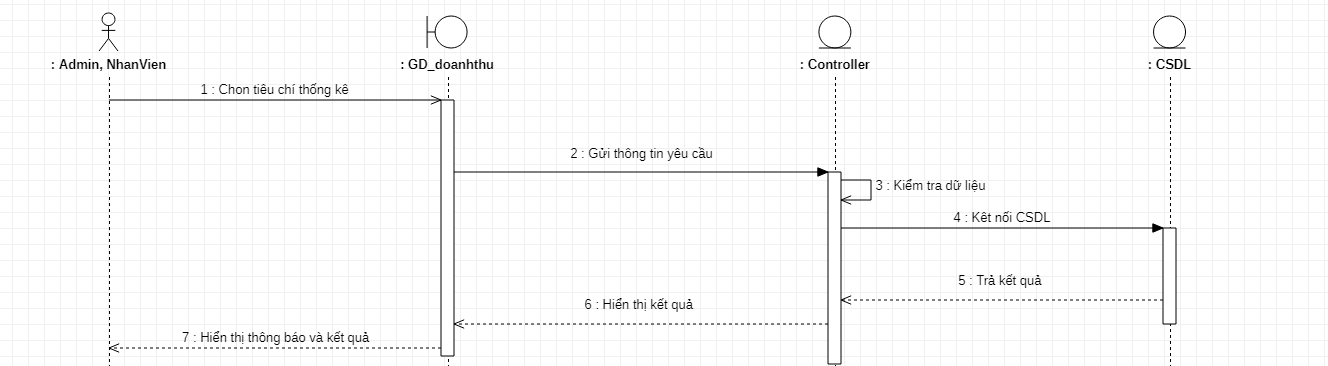 : Admin, NhanVien
: GD_doanhthu
: Controller
: CSDL
1 : Chon tiêu chí thống kê
2 : Gửi thông tin yêu cầu
3 : Kiểm tra dữ liệu
4 : Kêt nối CSDL
5 : Trả kết quả
6 : Hiển thị kết quả
7 : Hiển thị thông báo và kết quả